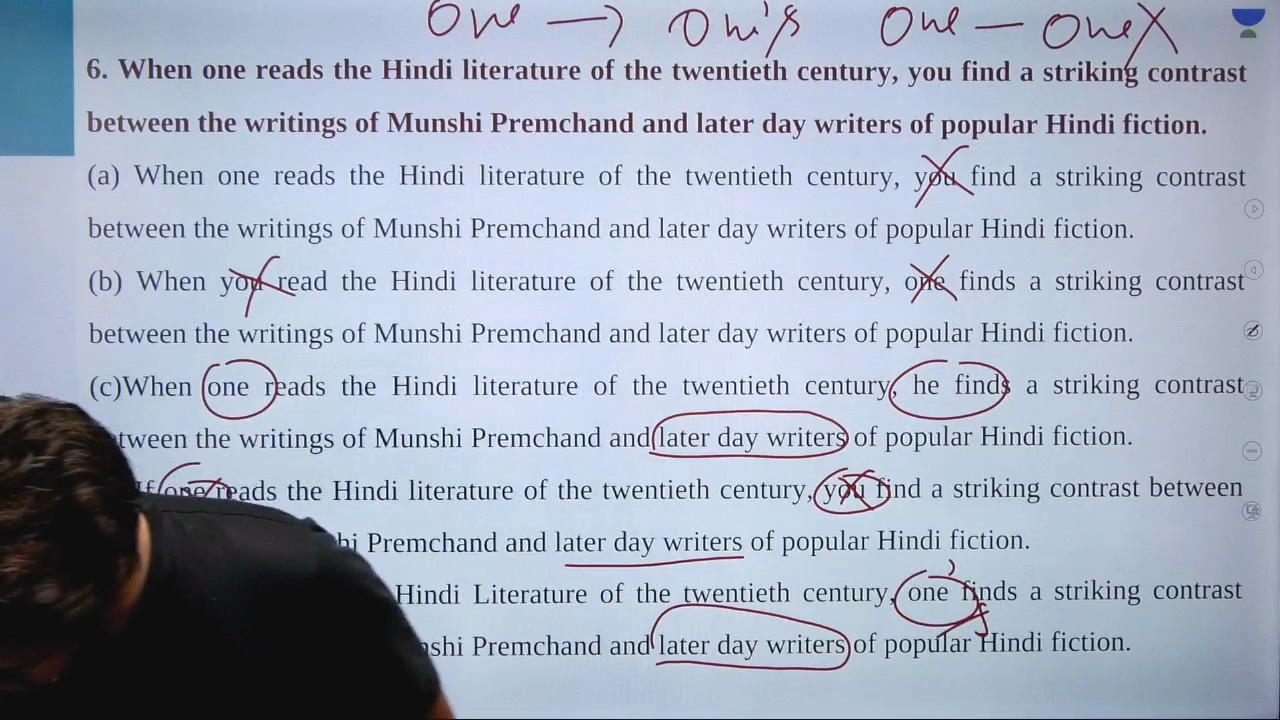 One → One's One — One
6. When one reads the Hindi literature of the twentieth century, you find a striking contrast
between the writings of Munshi Premchand and later day writers of popular Hindi fiction.
(a) When one reads the Hindi literature of the twentieth century, you find a striking contrast
between the writings of Munshi Premchand and later day writers of popular Hindi fiction.
(b) When you read the Hindi literature of the twentieth century, one finds a striking contrast
between the writings of Munshi Premchand and later day writers of popular Hindi fiction.
(c)When one reads the Hindi literature of the twentieth century, he finds a striking contrast
tween the writings of Munshi Premchand and later day writers of popular Hindi fiction.
If one reads the Hindi literature of the twentieth century, you find a striking contrast between
hi Premchand and later day writers of popular Hindi fiction.
Hindi Literature of the twentieth century, one finds a striking contrast
nshi Premchand and later day writers of popular Hindi fiction.